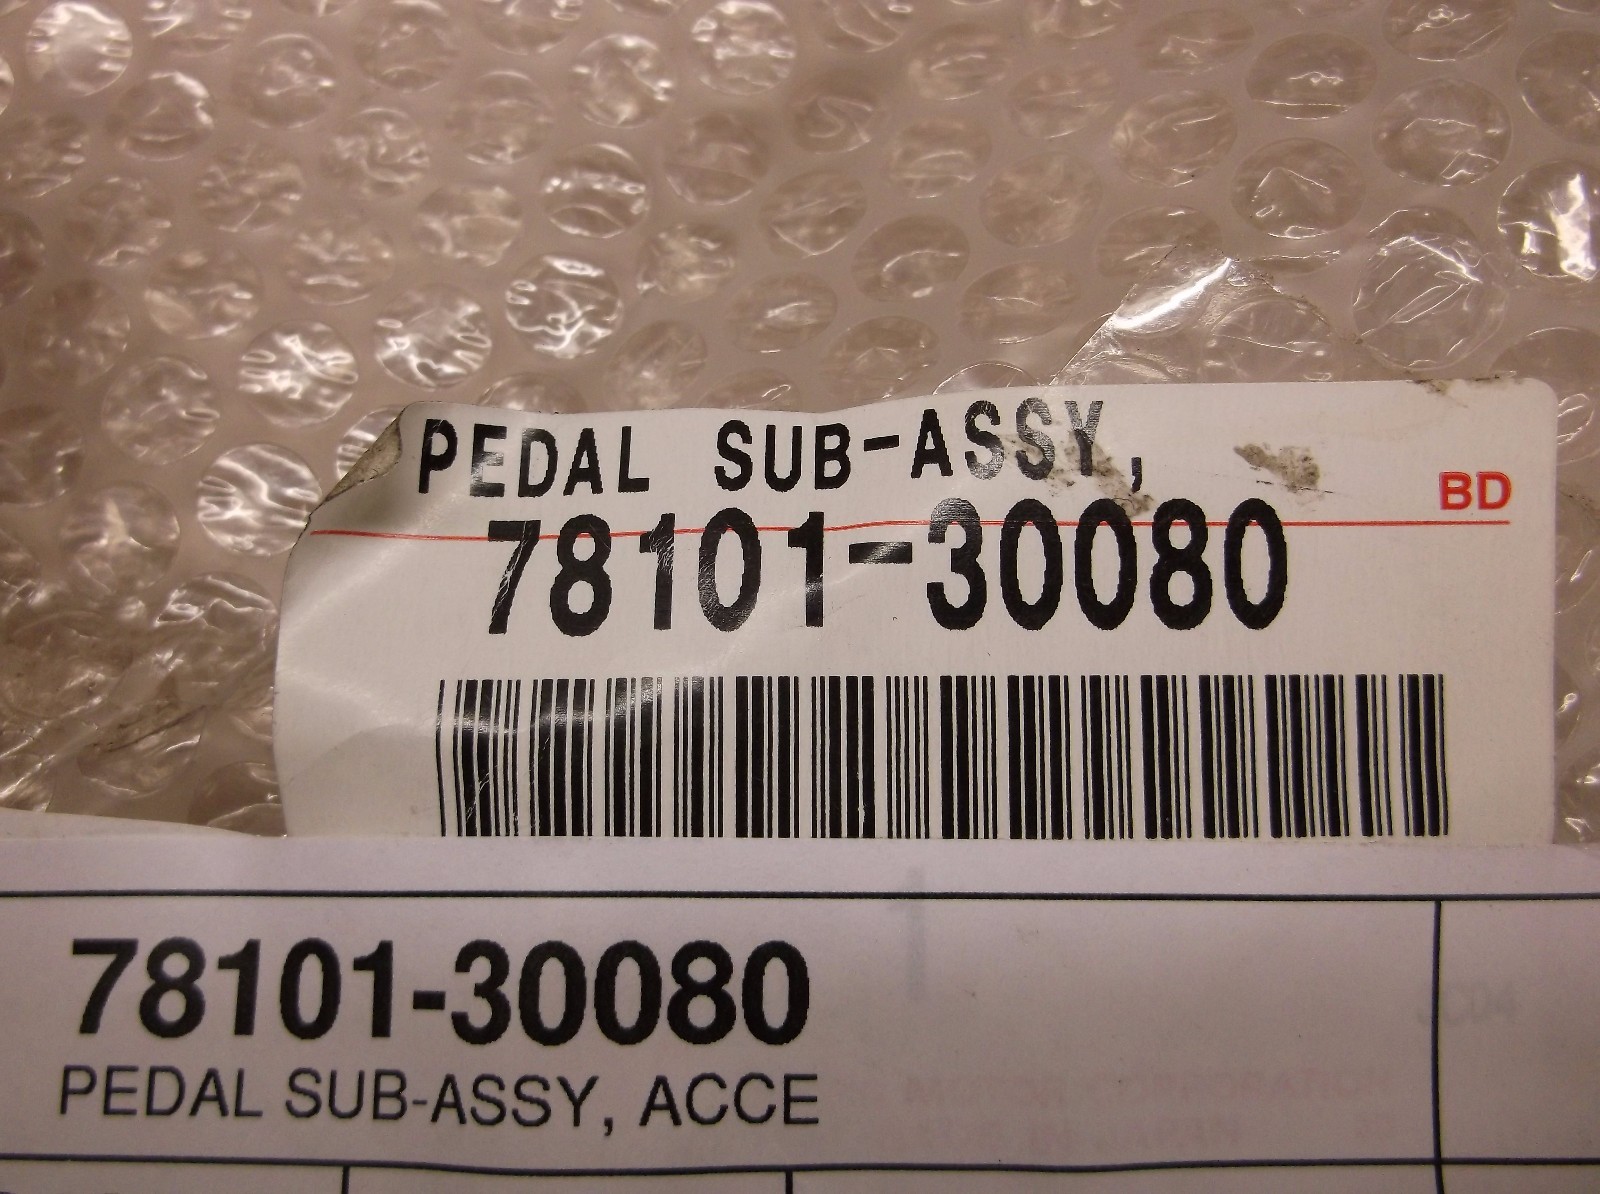 PEDAL SUB-ASSY,
BD
78101-30080
78101-30080
PEDAL SUB-ASSY, ACCE